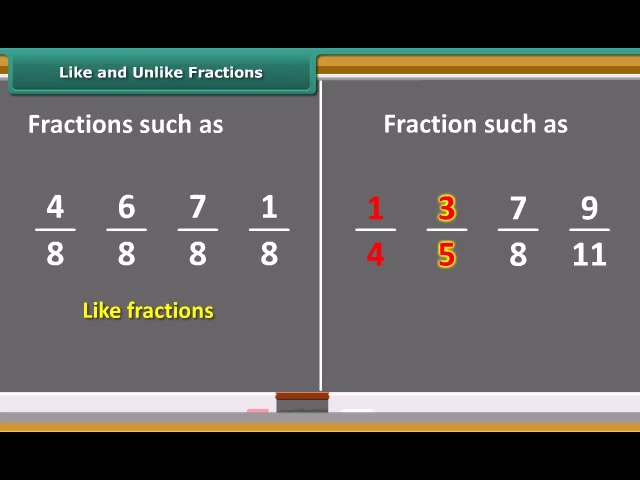 Like and Unlike Fractions
Fractions such as
4 6 7 1
8 8 8 8
Like fractions
Fraction such as
1 3 7 9
4 5 8 11